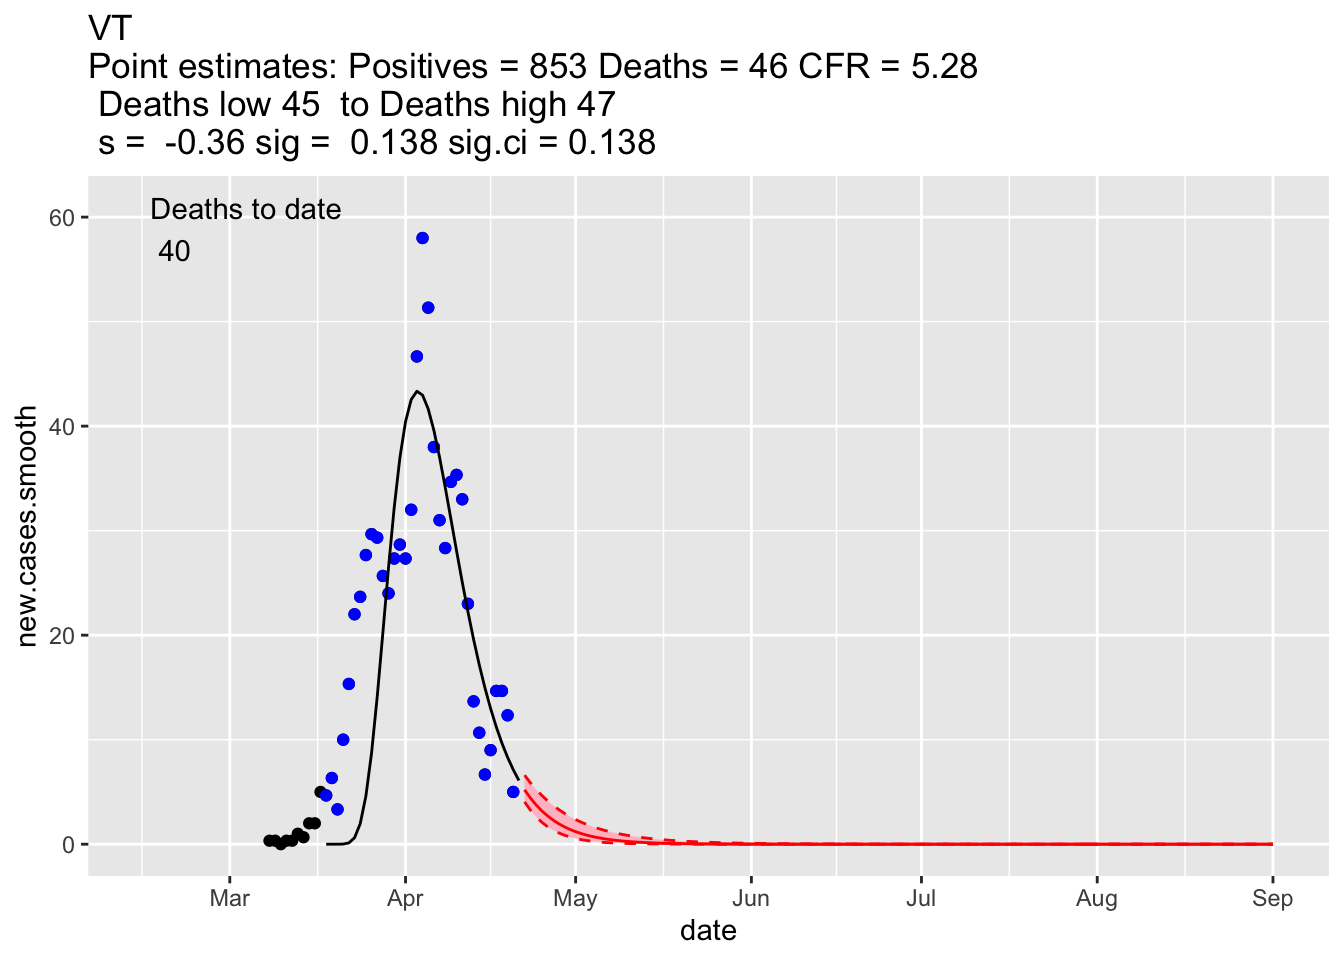 VT
Point estimates: Positives = 853 Deaths = 46 CFR = 5.28
Deaths low 45  to Deaths high 47
s =  -0.36 sig =  0.138 sig.ci = 0.138
Deaths to date
40
60
40
20
0
new.cases.smooth
Mar Apr May Jun Jul Aug Sep
date